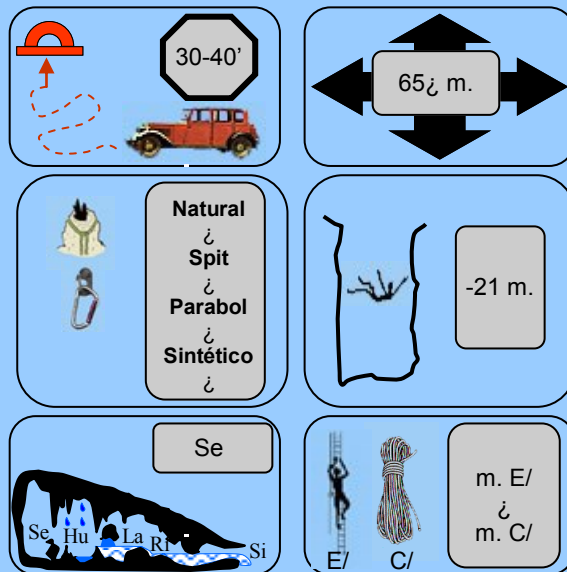 30-40’
65¿ m.
Natural
¿
Spit
¿
Parabol
¿
Sintético
¿
-21 m.
Se
Se Hu La Ri Si
E/ C/
m. E/
¿
m. C/